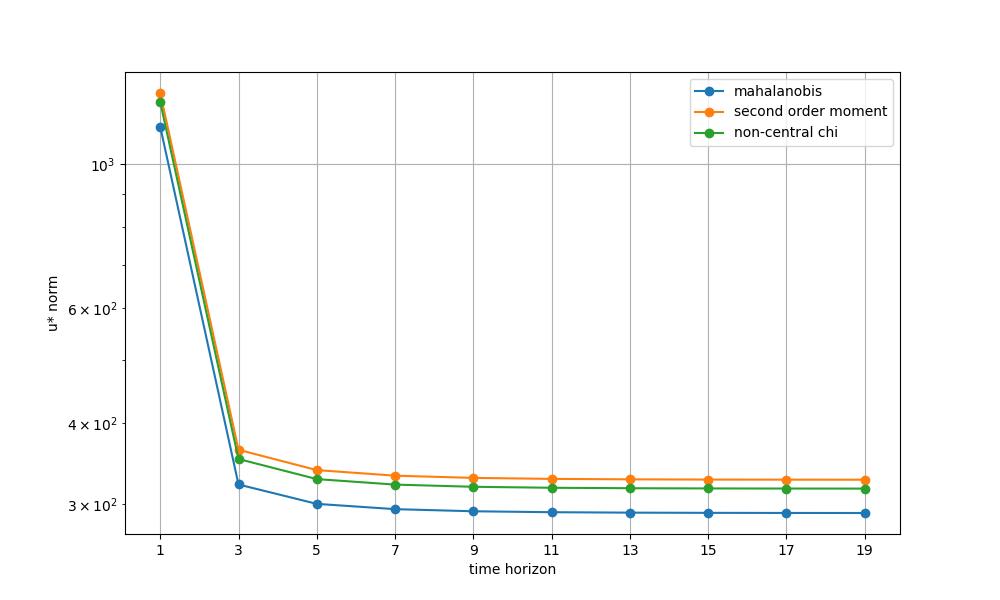 mahalanobis
second order moment
non-central chi
10³
6 × 10²
4 × 10²
3 × 10²
u* norm
1 3 5 7 9 11 13 15 17 19
time horizon